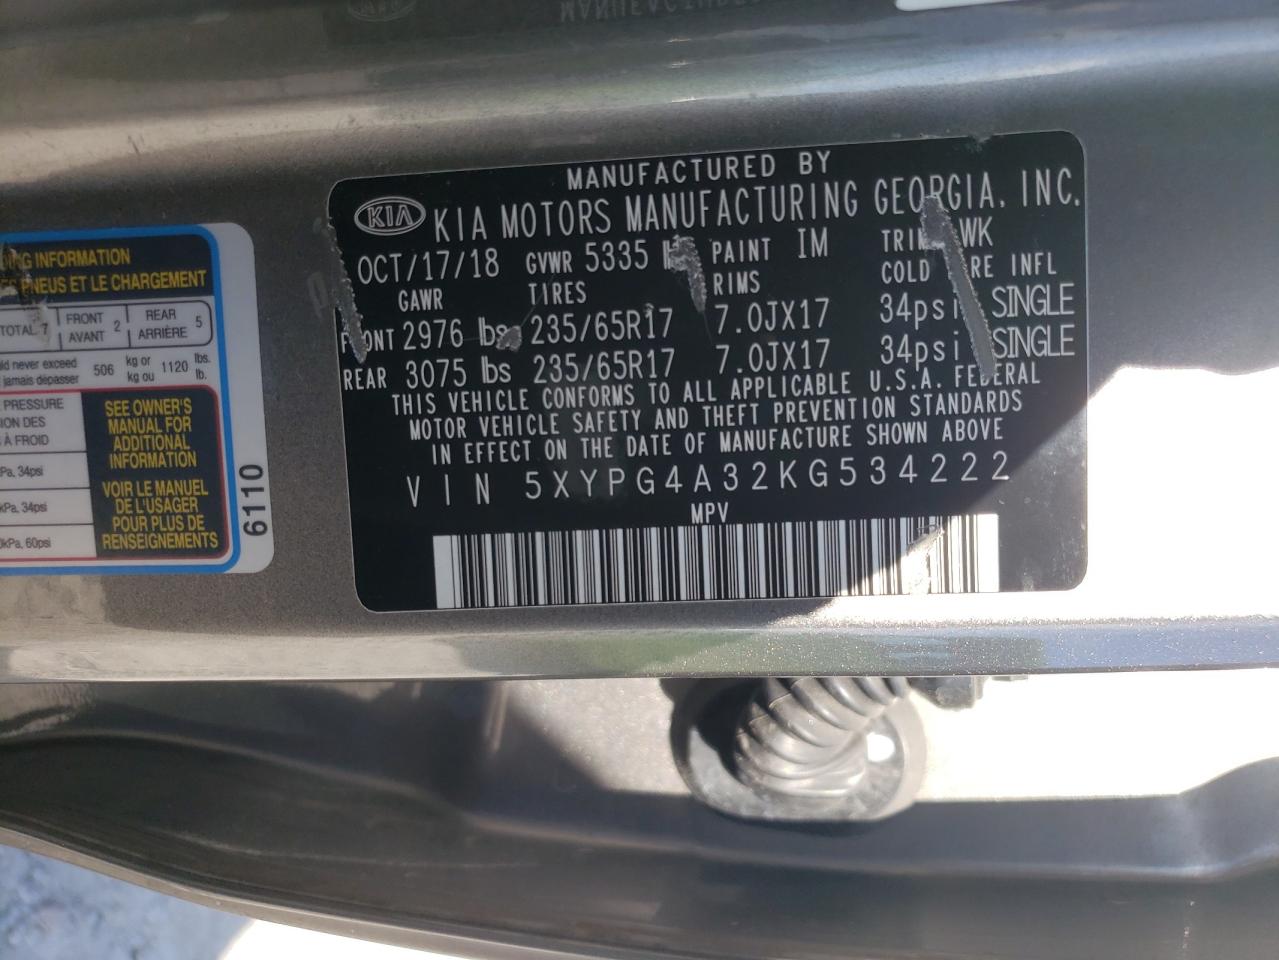 MANUFACTURED BY
KIA KIA MOTORS MANUFACTURING GEORGIA, INC.
OCT/17/18 GVWR 5335 PAINT IM TRIM WK
GAWR TIRES RIMS COLD INFL
FRONT 2976 lbs 235/65R17 7.0JX17 34psi SINGLE
REAR 3075 lbs 235/65R17 7.0JX17 34psi SINGLE
THIS VEHICLE CONFORMS TO ALL APPLICABLE U.S.A. FEDERAL
MOTOR VEHICLE SAFETY AND THEFT PREVENTION STANDARDS
IN EFFECT ON THE DATE OF MANUFACTURE SHOWN ABOVE
VIN 5XYPG4A32KG534222
MPV
INFORMATION
PNEUS ET LE CHARGEMENT
TOTAL 7 FRONT AVANT 2 REAR ARRIÈRE 5
never exceed
jamais dépasser 506 kg or kg ou 1120 lbs. lb.
PRESSURE
DES
À FROID
34psi
kPa, 34psi
kPa, 60psi
SEE OWNER'S
MANUAL FOR
ADDITIONAL
INFORMATION
VOIR LE MANUEL
DE L'USAGER
POUR PLUS DE
RENSEIGNEMENTS
6110